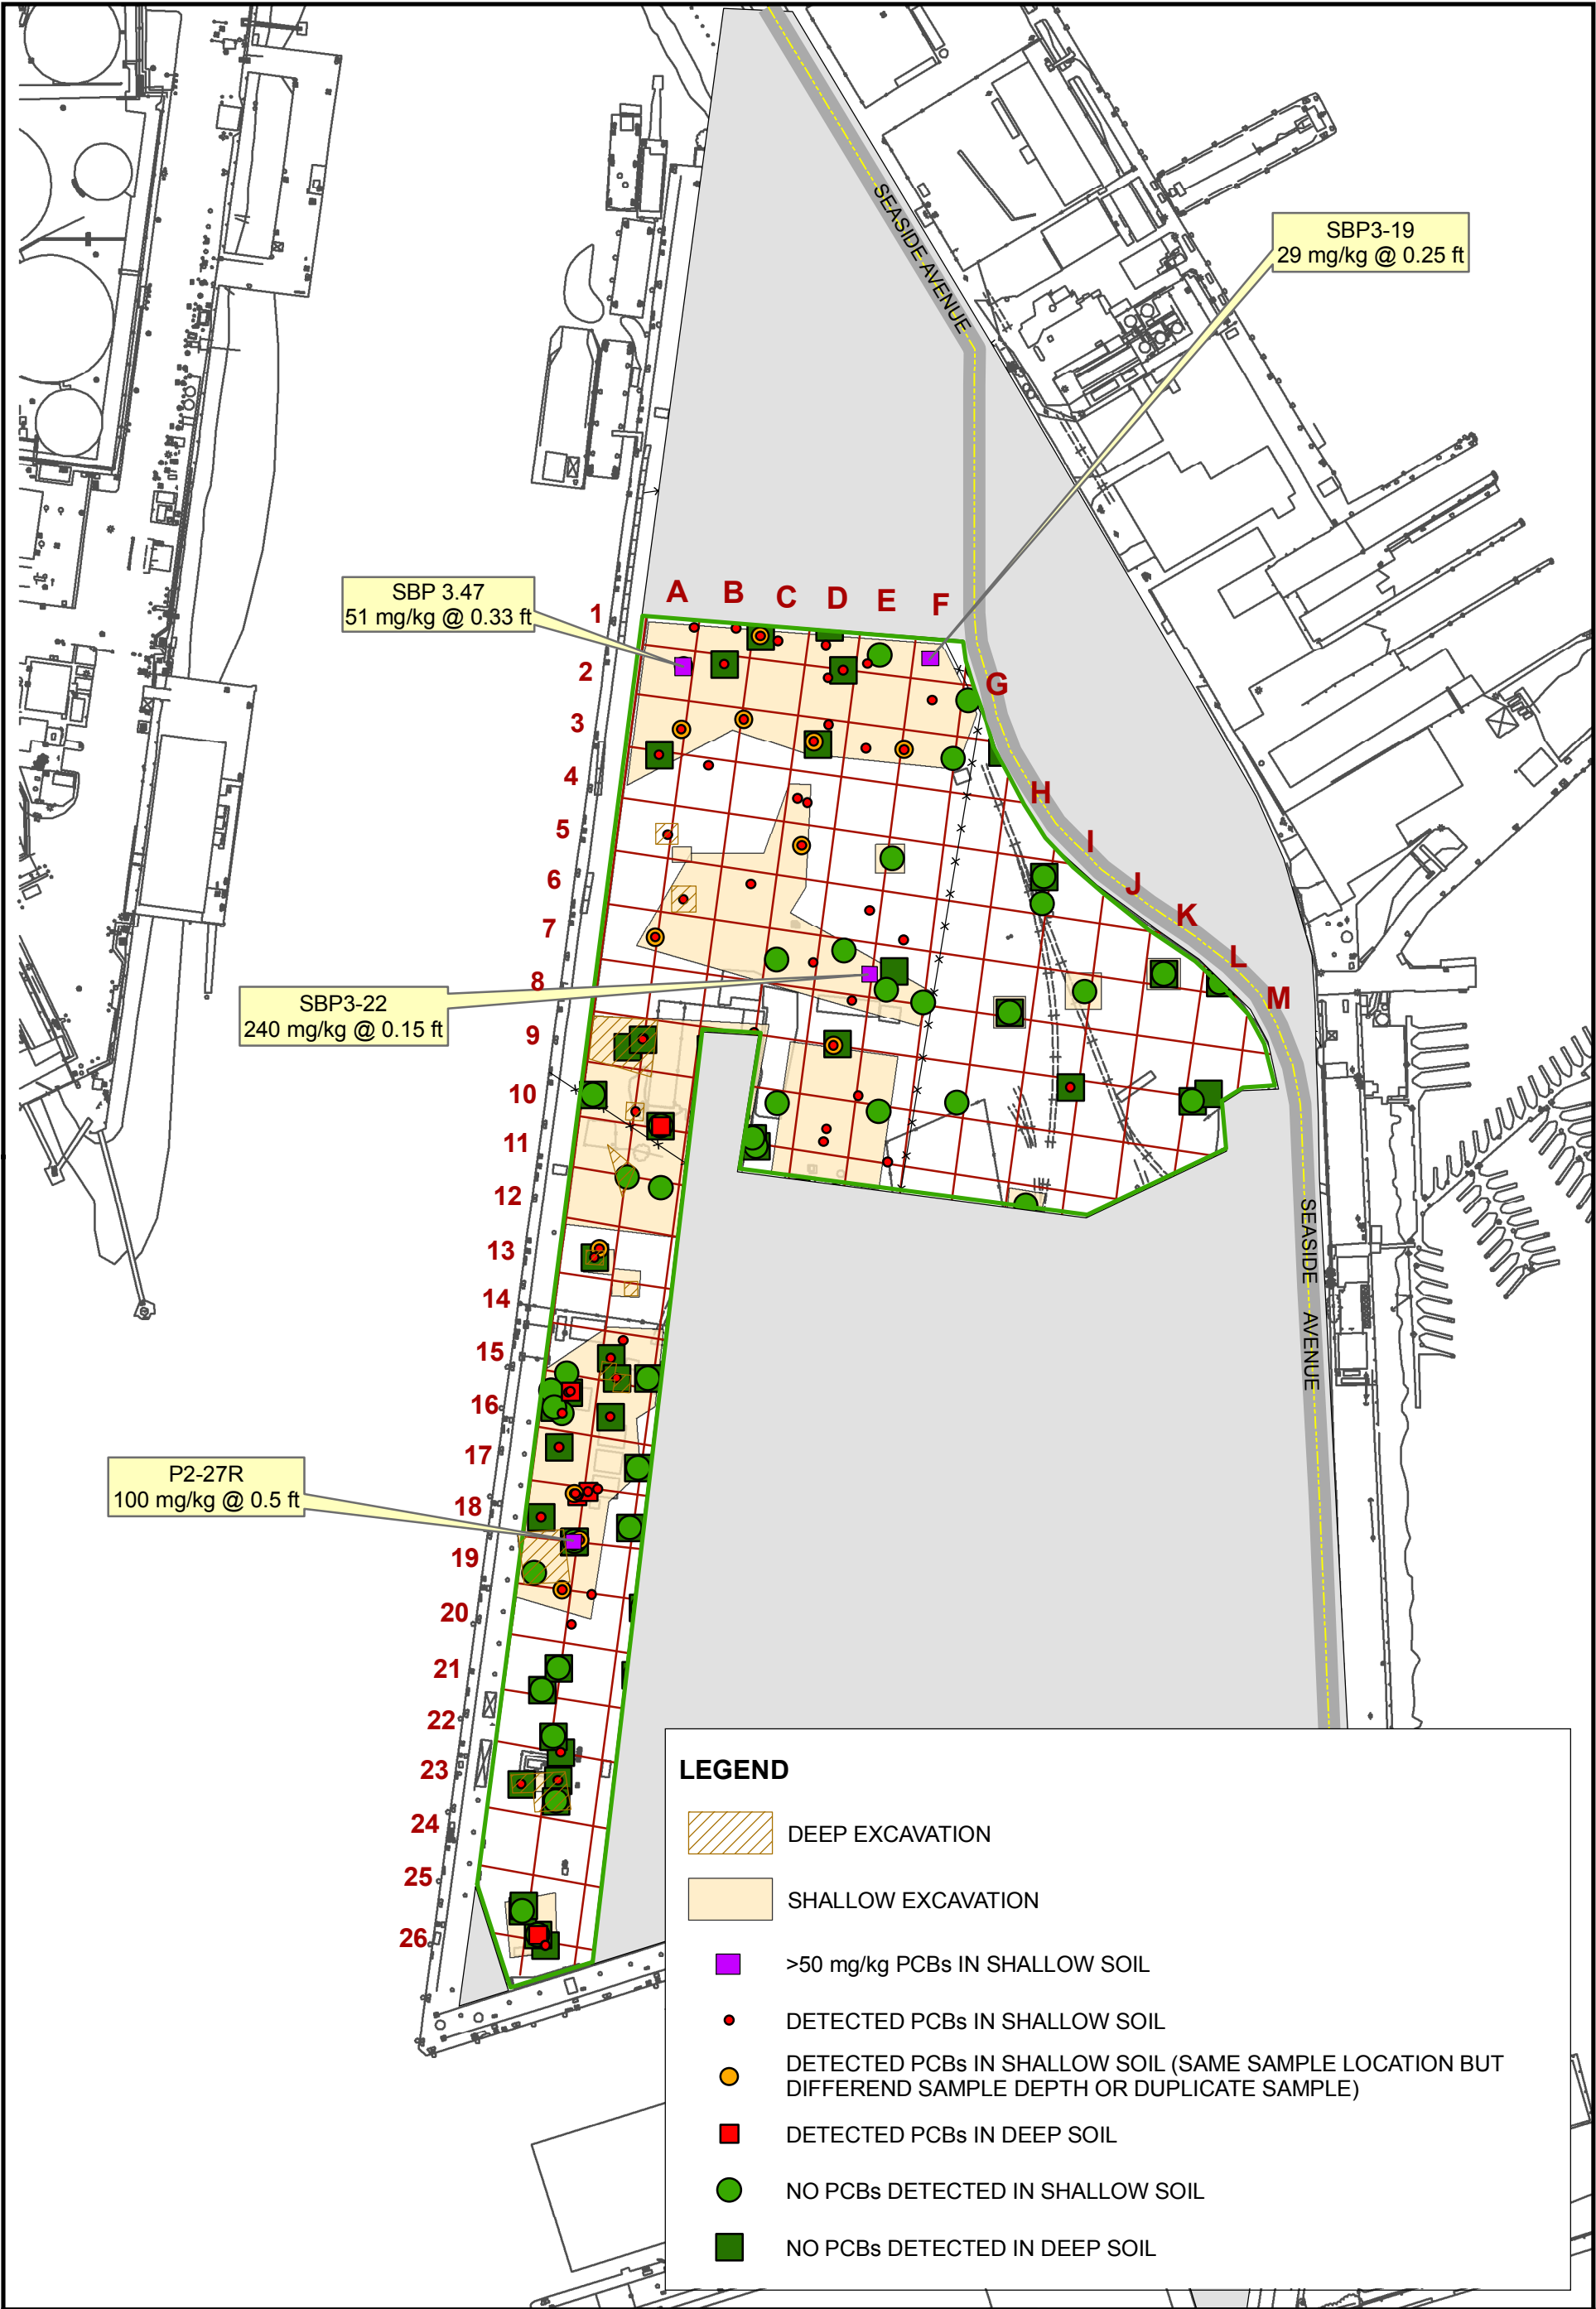 SEASIDE AVENUE
SBP3-19
29 mg/kg @ 0.25 ft
SBP 3.47
51 mg/kg @ 0.33 ft
A
B
C
D
E
F
G
H
I
J
K
L
M
1
2
3
4
5
6
7
8
9
10
11
12
13
14
15
16
17
18
19
20
21
22
23
24
25
26
SBP3-22
240 mg/kg @ 0.15 ft
SEASIDE AVENUE
P2-27R
100 mg/kg @ 0.5 ft
LEGEND
DEEP EXCAVATION
SHALLOW EXCAVATION
>50 mg/kg PCBs IN SHALLOW SOIL
DETECTED PCBs IN SHALLOW SOIL
DETECTED PCBs IN SHALLOW SOIL (SAME SAMPLE LOCATION BUT
DIFFEREND SAMPLE DEPTH OR DUPLICATE SAMPLE)
DETECTED PCBs IN DEEP SOIL
NO PCBs DETECTED IN SHALLOW SOIL
NO PCBs DETECTED IN DEEP SOIL